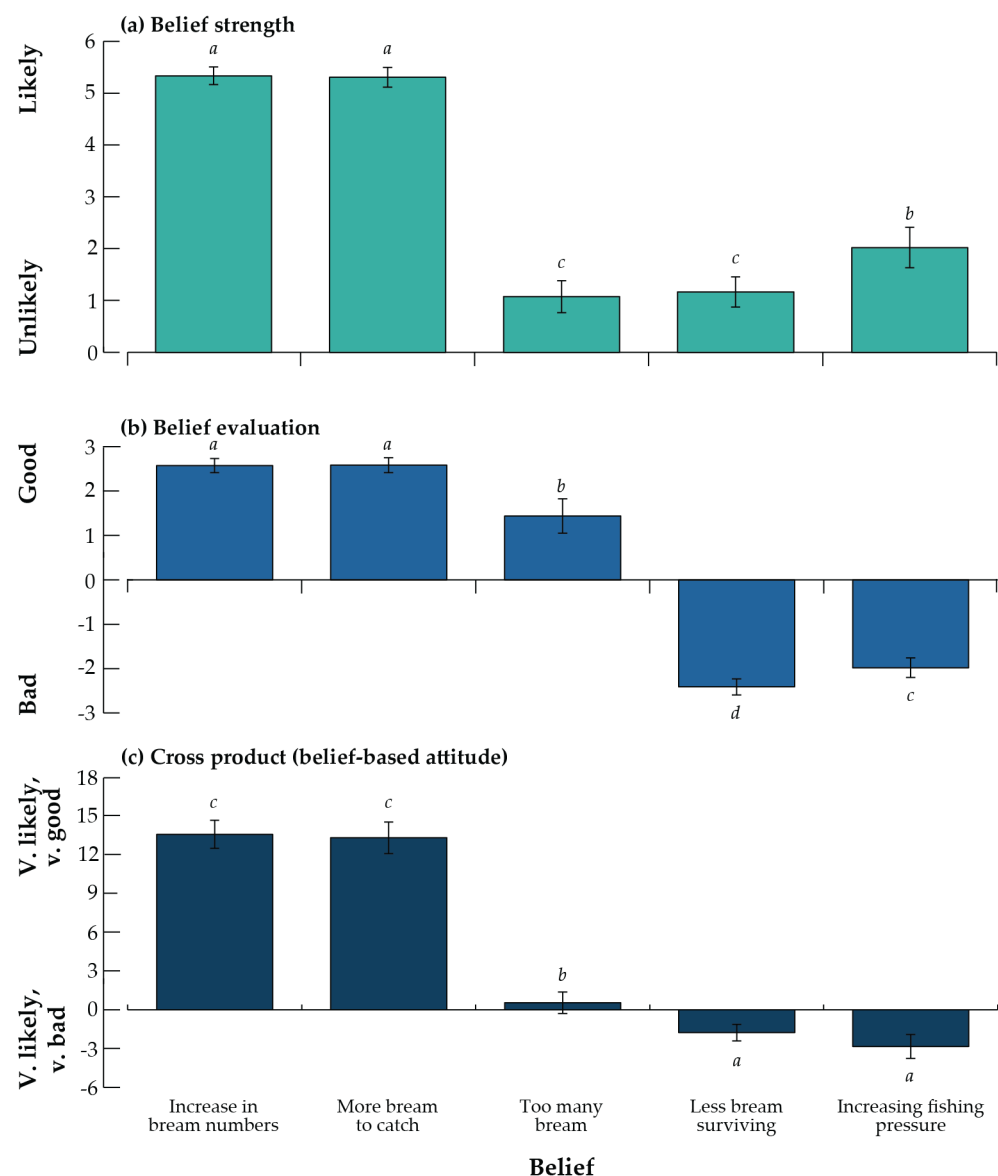 (a) Belief strength
Likely
Unlikely
6
5
4
3
2
1
0
a
a
c
c
b
(b) Belief evaluation
Good
Bad
3
2
1
0
-1
-2
-3
a
a
b
d
c
(c) Cross product (belief-based attitude)
V. likely,
v. good
V. likely,
v. bad
18
15
12
9
6
3
0
-3
-6
c
c
b
a
a
Increase in
bream numbers
More bream
to catch
Too many
bream
Less bream
surviving
Increasing fishing
pressure
Belief